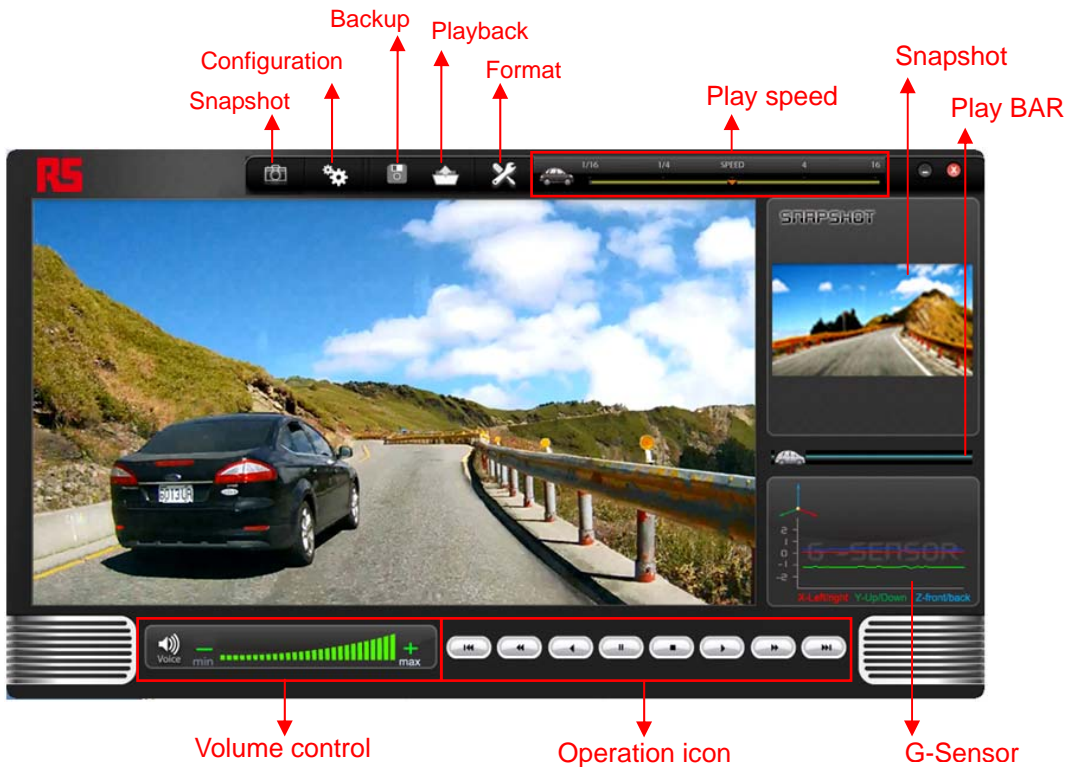 Backup
Playback
Configuration
Format
Snapshot
Snapshot
Play speed
Play BAR
RS
1/16 1/4 SPEED 4 16
SNAPSHOT
2
1
0
-1
-2
G-SENSOR
X-Left/right Y-Up/Down Z-front/back
Voice
min
max
Volume control
Operation icon
G-Sensor